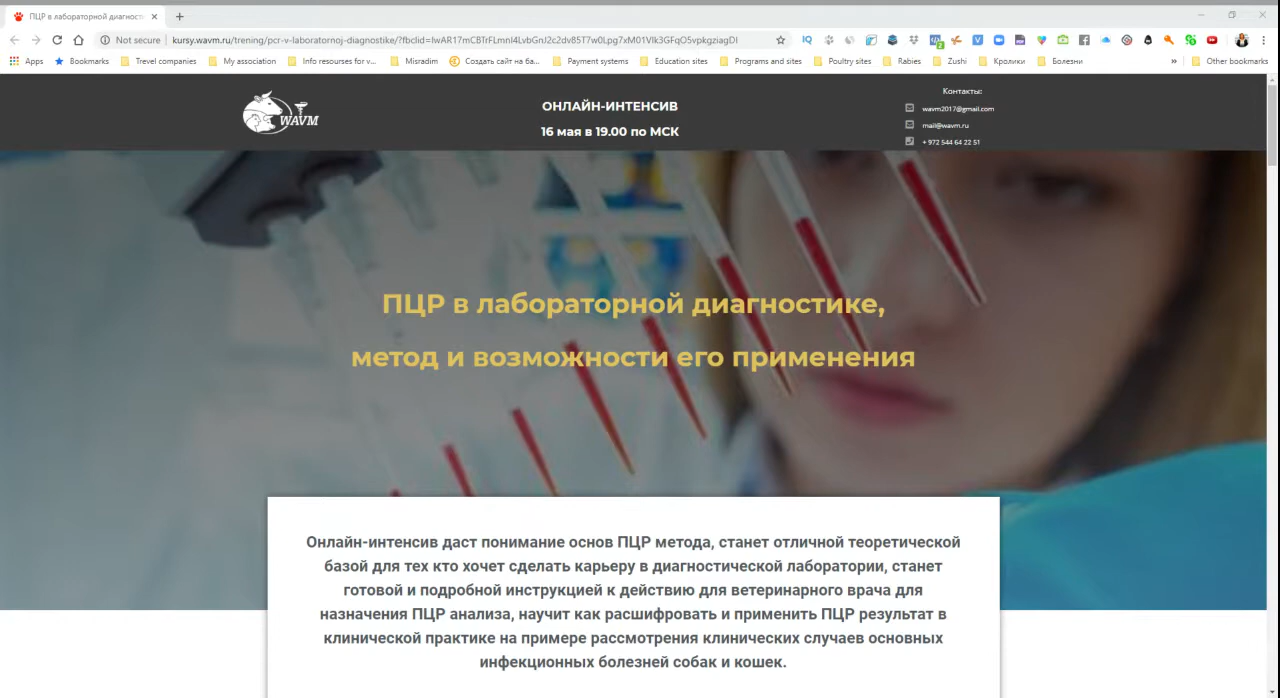 ПЦР в лабораторной диагност
Not secure
kursy.wavm.ru/trening/pcr-v-laboratornoj-diagnostike/?fbclid=IwAR17mCBTrFLmnI4LvbGnJ2c2dv85T7w0Lpg7xM01VIk3GFqO5vpkgziagDI
Apps Bookmarks Trevel companies My association Info resourses for v... Misradim Создать сайт на ба... Payment systems Education sites Programs and sites Poultry sites Rabies Zushi Кролики Болезни » Other bookmarks
WAVM
ОНЛАЙН-ИНТЕНСИВ
16 мая в 19.00 по МСК
Контакты:
wavm2017@gmail.com
mail@wavm.ru
+ 972 544 64 22 51
ПЦР в лабораторной диагностике,
метод и возможности его применения
Онлайн-интенсив даст понимание основ ПЦР метода, станет отличной теоретической
базой для тех кто хочет сделать карьеру в диагностической лаборатории, станет
готовой и подробной инструкцией к действию для ветеринарного врача для
назначения ПЦР анализа, научит как расшифровать и применить ПЦР результат в
клинической практике на примере рассмотрения клинических случаев основных
инфекционных болезней собак и кошек.